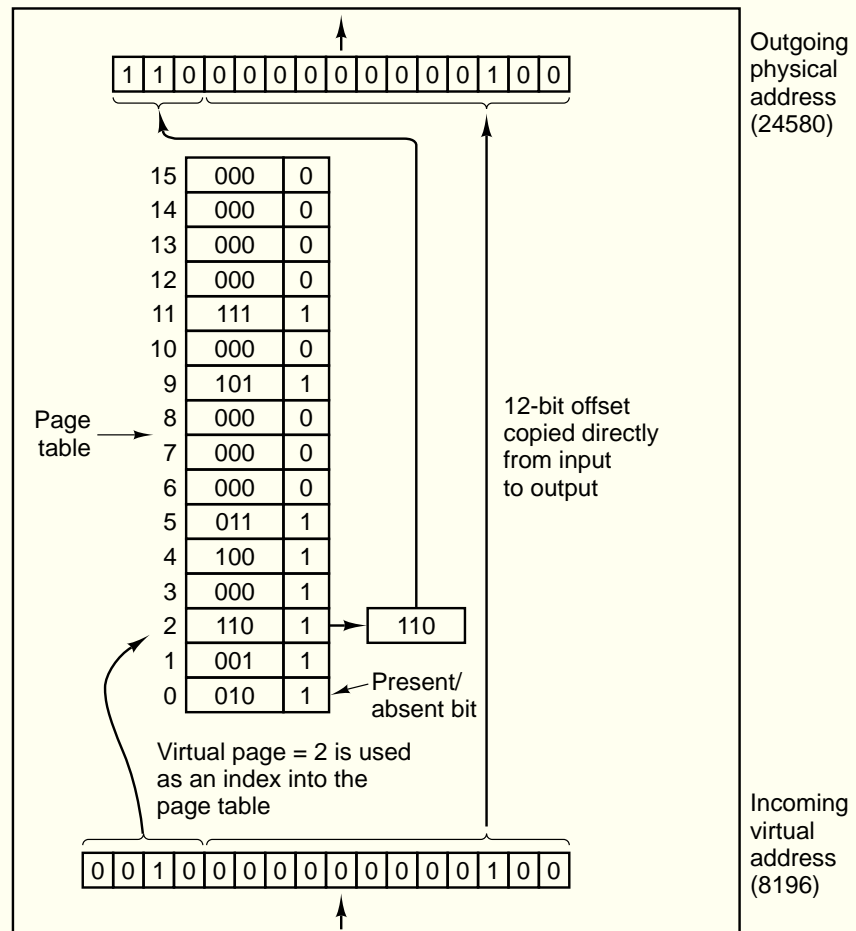 Outgoing
physical
address
(24580)
1 1 0 0 0 0 0 0 0 0 0 0 1 0 0
15 000 0
14 000 0
13 000 0
12 000 0
11 111 1
10 000 0
9 101 1
8 000 0
7 000 0
6 000 0
5 011 1
4 100 1
3 000 1
2 110 1 110
1 001 1
0 010 1
Page
table
12-bit offset
copied directly
from input
to output
Present/
absent bit
Virtual page = 2 is used
as an index into the
page table
Incoming
virtual
address
(8196)
0 0 1 0 0 0 0 0 0 0 0 0 0 1 0 0